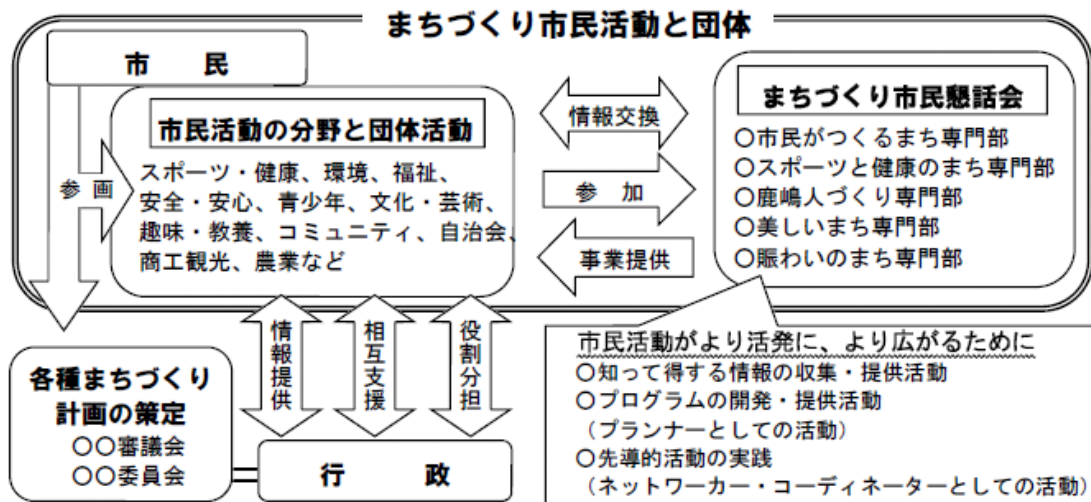 まちづくり市民活動と団体
市　民
参画
市民活動の分野と団体活動
スポーツ・健康、環境、福祉、
安全・安心、青少年、文化・芸術、
趣味・教養、コミュニティ、自治会、
商工観光、農業など
情報交換
参　加
事業提供
まちづくり市民懇話会
○市民がつくるまち専門部
○スポーツと健康のまち専門部
○鹿嶋人づくり専門部
○美しいまち専門部
○賑わいのまち専門部
情報提供
相互支援
役割分担
各種まちづくり
計画の策定
○○審議会
○○委員会
行　政
市民活動がより活発に、より広がるために
○知って得する情報の収集・提供活動
○プログラムの開発・提供活動
（プランナーとしての活動）
○先導的活動の実践
（ネットワーカー・コーディネーターとしての活動）